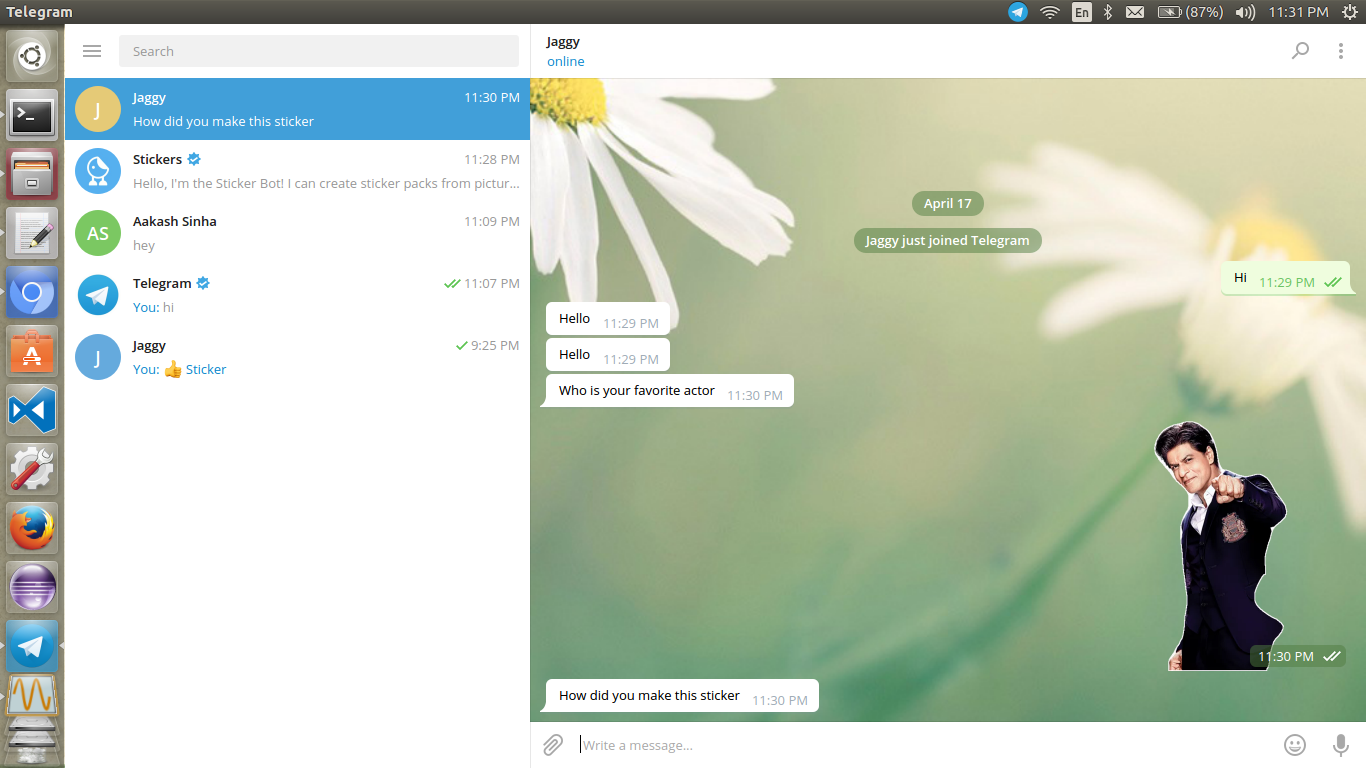 Telegram
En
(87%)
11:31 PM
Search
Jaggy
11:30 PM
How did you make this sticker
Stickers
11:28 PM
Hello, I'm the Sticker Bot! I can create sticker packs from pictur...
AS
Aakash Sinha
11:09 PM
hey
Telegram
11:07 PM
You: hi
J
Jaggy
9:25 PM
You: 👍 Sticker
J
Jaggy
online
April 17
Jaggy just joined Telegram
Hi 11:29 PM
Hello 11:29 PM
Hello 11:29 PM
Who is your favorite actor 11:30 PM
11:30 PM
How did you make this sticker 11:30 PM
Write a message...